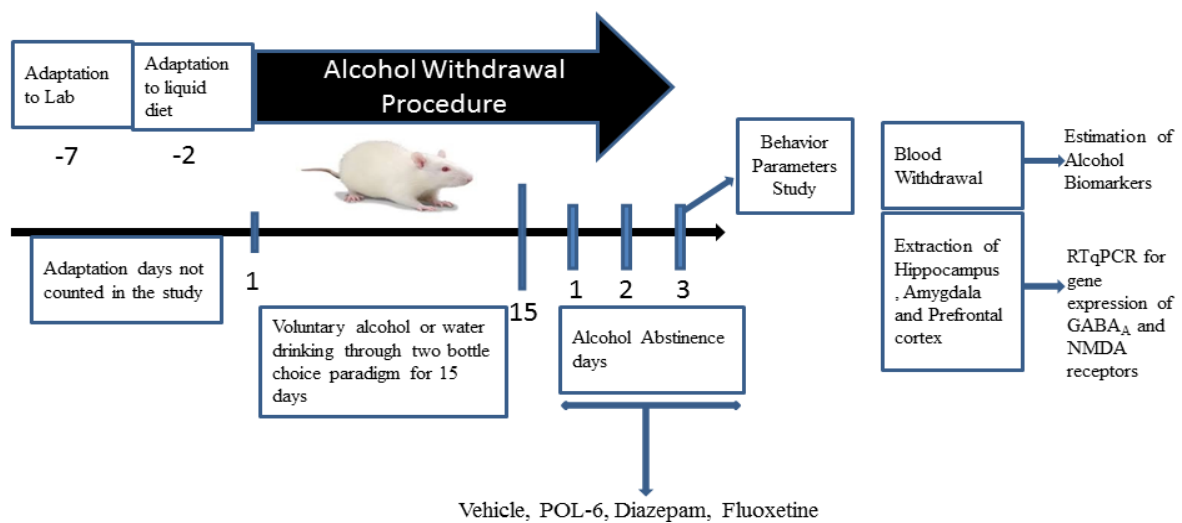 Adaptation
to Lab
Adaptation
to liquid
diet
Alcohol Withdrawal
Procedure
-7
-2
Behavior
Parameters
Study
Blood
Withdrawal
Estimation of
Alcohol
Biomarkers
Adaptation days not
counted in the study
1
15
1
2
3
Voluntary alcohol or water
drinking through two bottle
choice paradigm for 15
days
Alcohol Abstinence
days
Extraction of
Hippocampus
, Amygdala
and Prefrontal
cortex
RTqPCR for
gene
expression of
GABA_A and
NMDA
receptors
Vehicle, POL-6, Diazepam, Fluoxetine